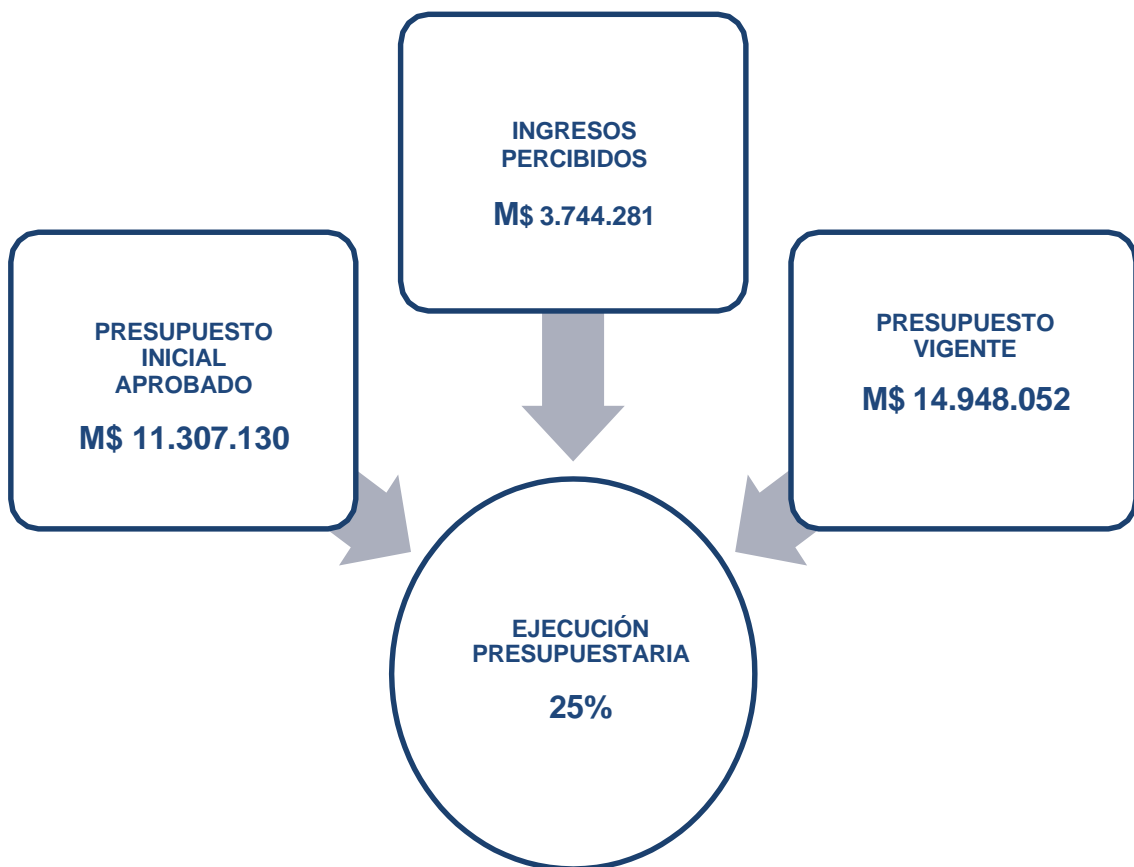 INGRESOS
PERCIBIDOS
M$ 3.744.281
PRESUPUESTO
INICIAL
APROBADO
M$ 11.307.130
PRESUPUESTO
VIGENTE
M$ 14.948.052
EJECUCIÓN
PRESUPUESTARIA
25%